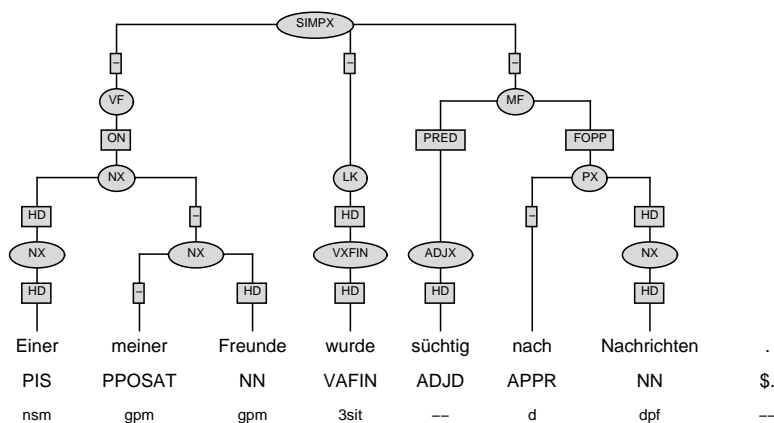 SIMPX
– – –
VF MF
ON PRED FOPP
NX LK PX
HD – HD – HD
NX NX VXFIN ADJX NX
HD – HD HD HD HD
Einer meiner Freunde wurde süchtig nach Nachrichten .
PIS PPOSAT NN VAFIN ADJD APPR NN $.
nsm gpm gpm 3sit –– d dpf ––